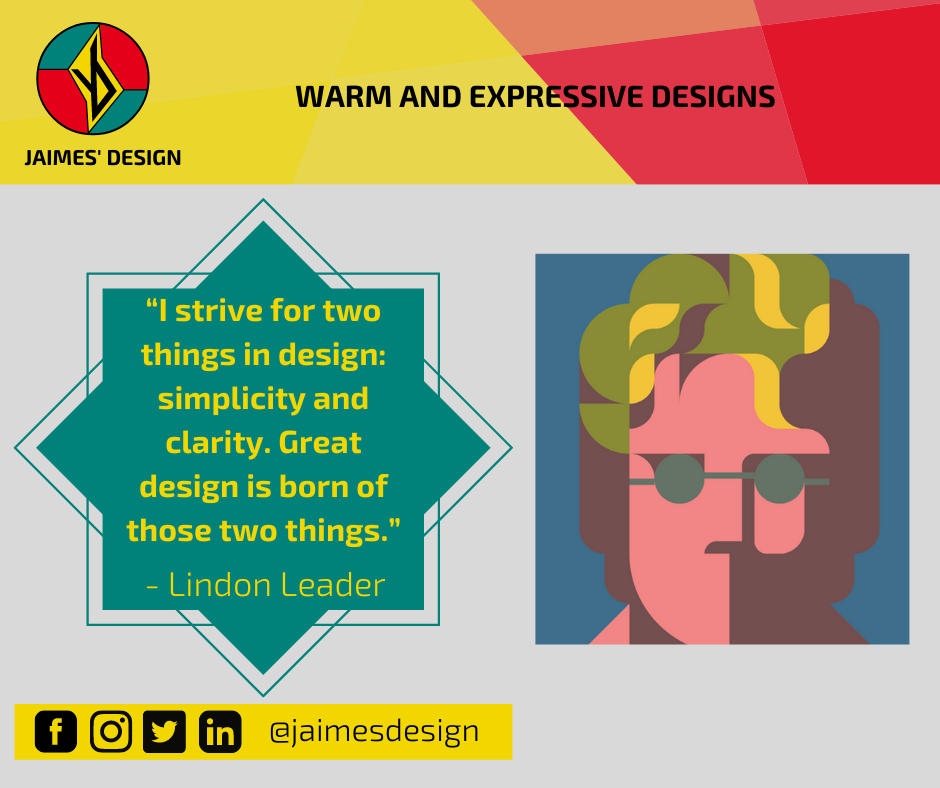 JAIMES' DESIGN
WARM AND EXPRESSIVE DESIGNS
“I strive for two
things in design:
simplicity and
clarity. Great
design is born of
those two things.”
- Lindon Leader
@jaimesdesign